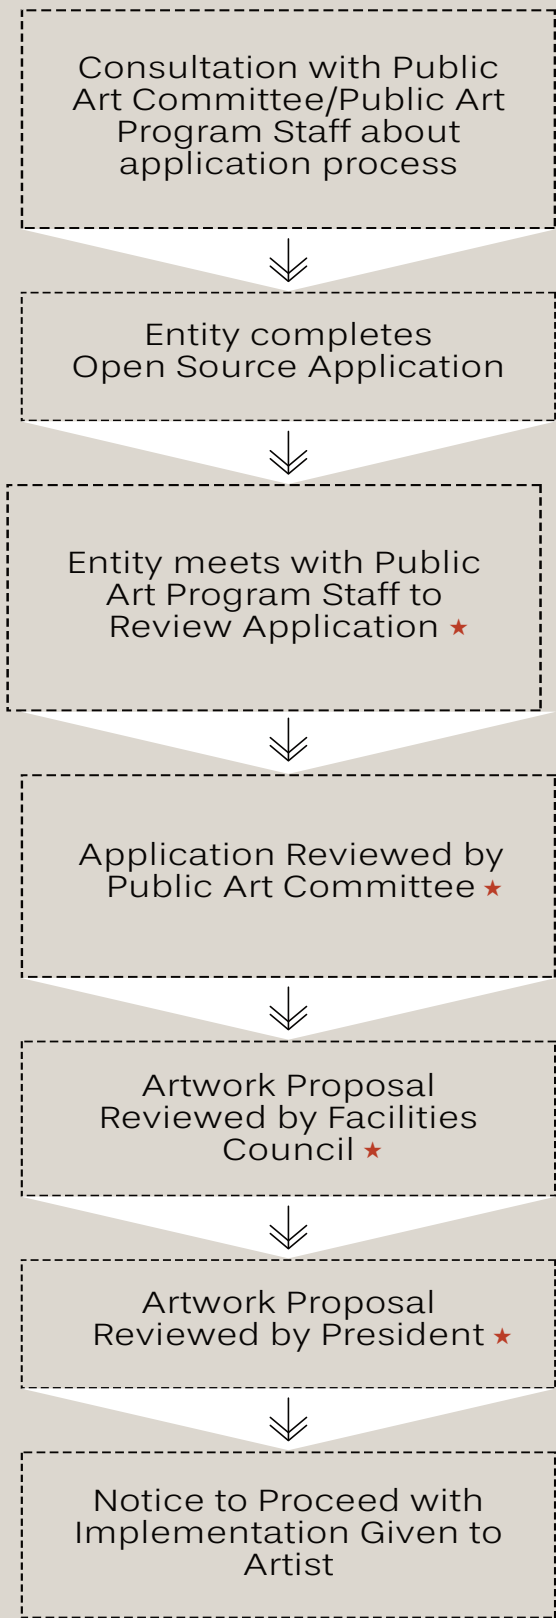 Consultation with Public
Art Committee/Public Art
Program Staff about
application process
Entity completes
Open Source Application
Entity meets with Public
Art Program Staff to
Review Application ★
Application Reviewed by
Public Art Committee ★
Artwork Proposal
Reviewed by Facilities
Council ★
Artwork Proposal
Reviewed by President ★
Notice to Proceed with
Implementation Given to
Artist